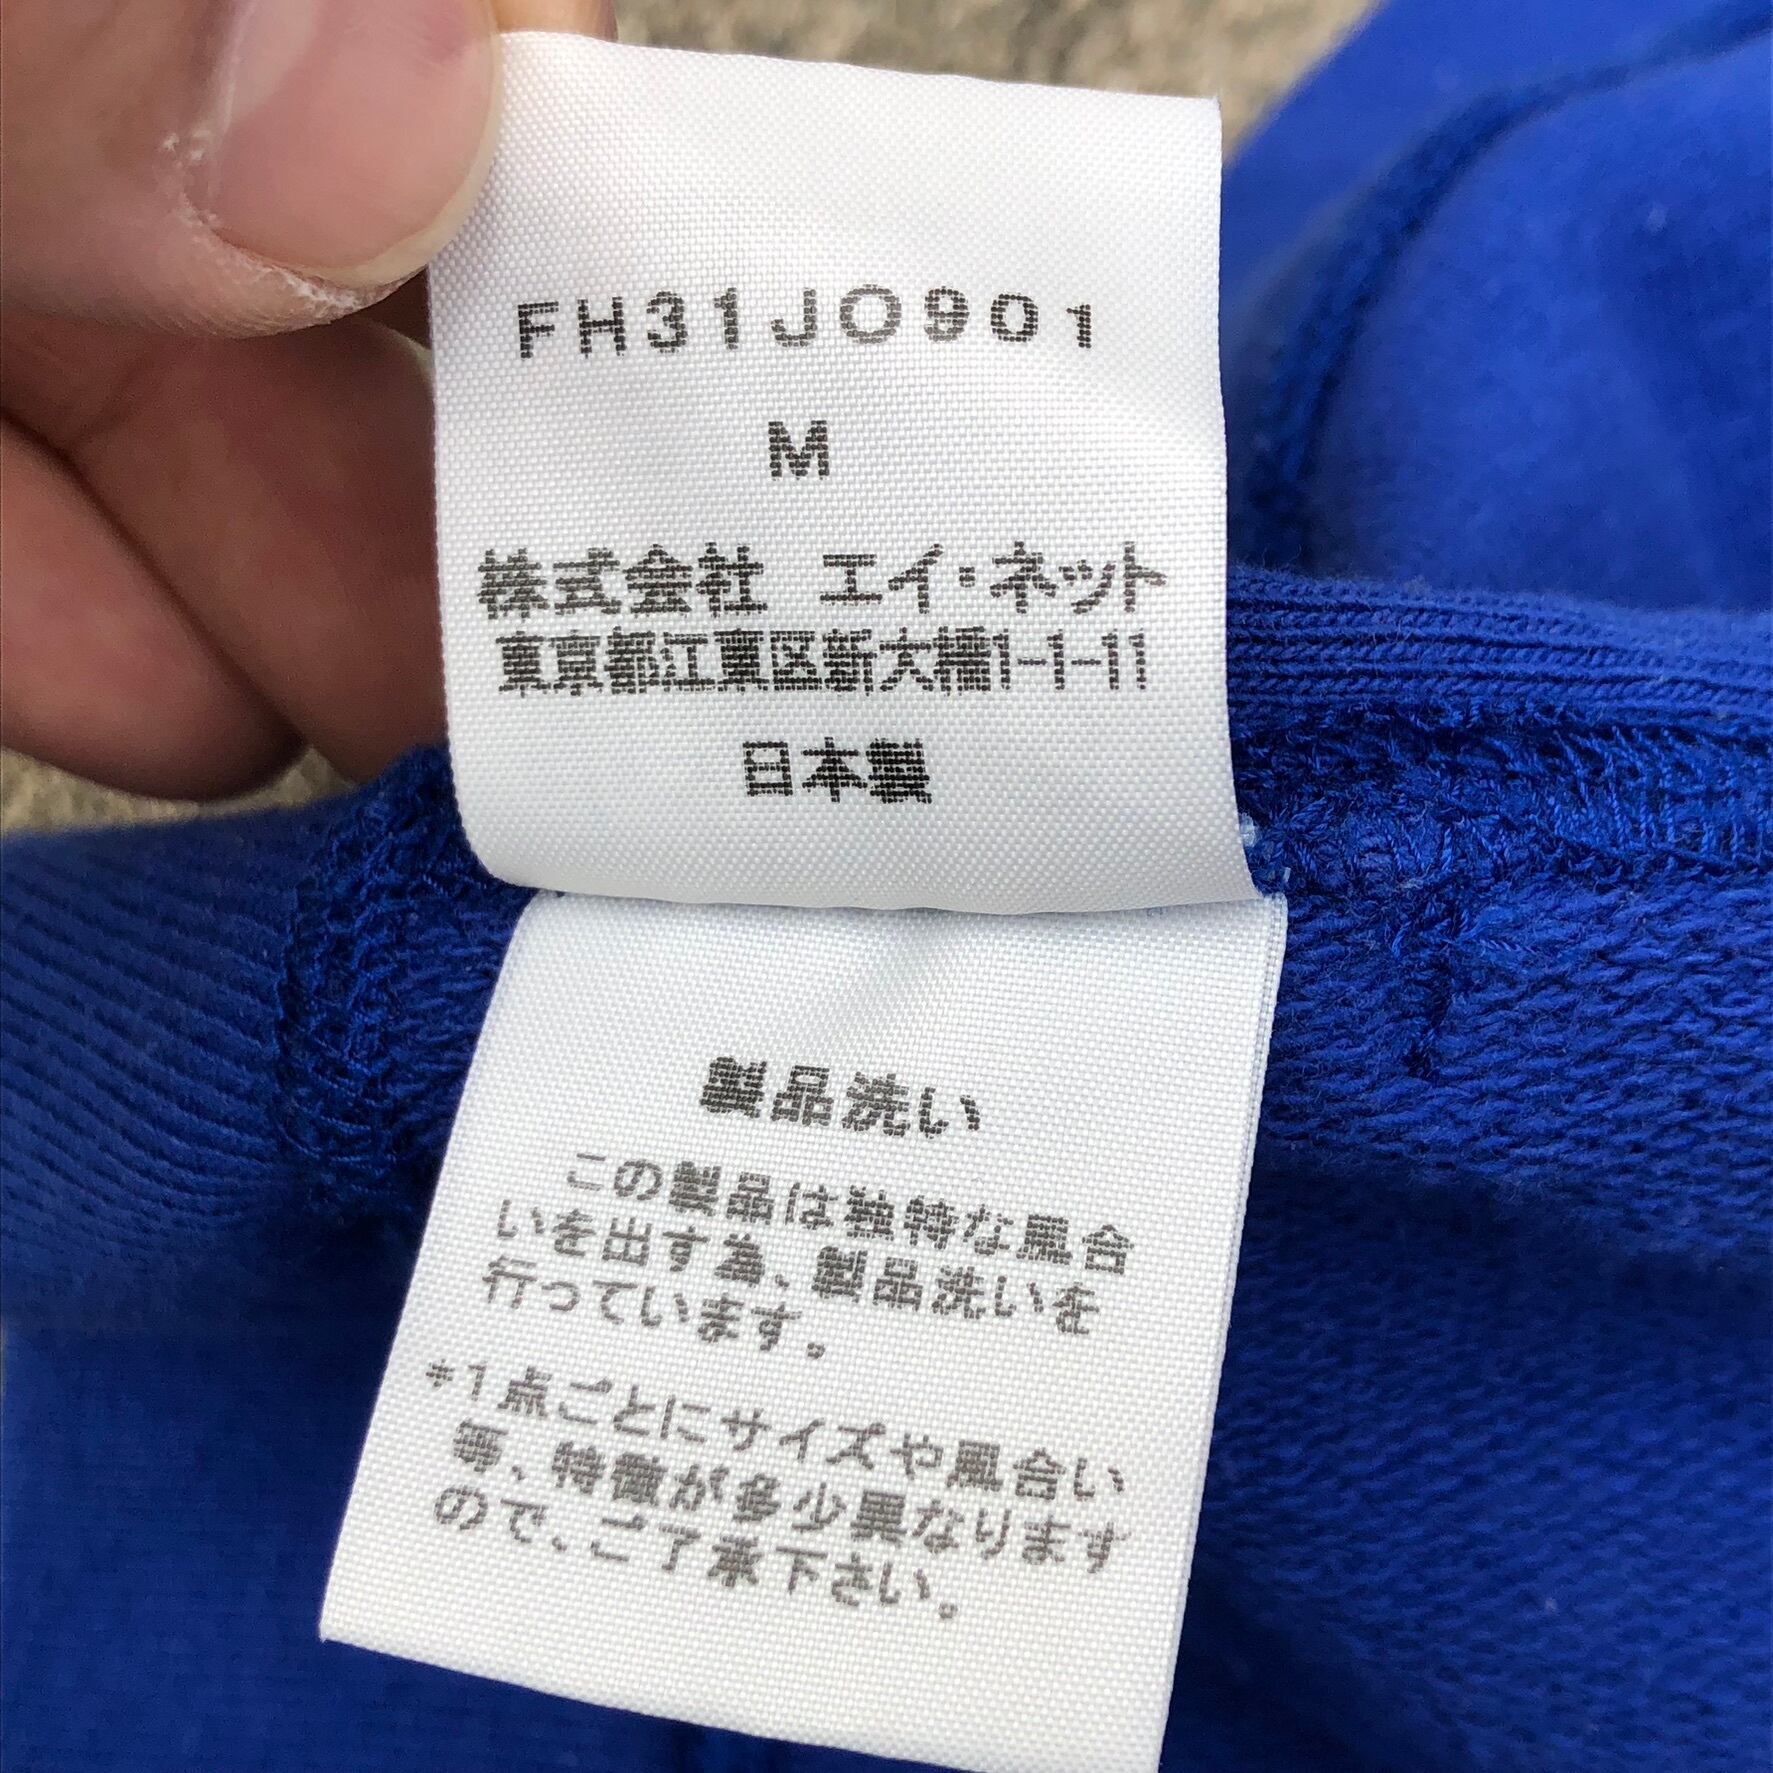 FH31JO901
M
株式会社 エイ・ネット
東京都江東区新大橋1-1-11
日本製
製品洗い
この製品は独特な風合
いを出す為、製品洗いを
行っています。
*1点ごとにサイズや風合い
等、特徴が多少異なります
ので、ご了承下さい。